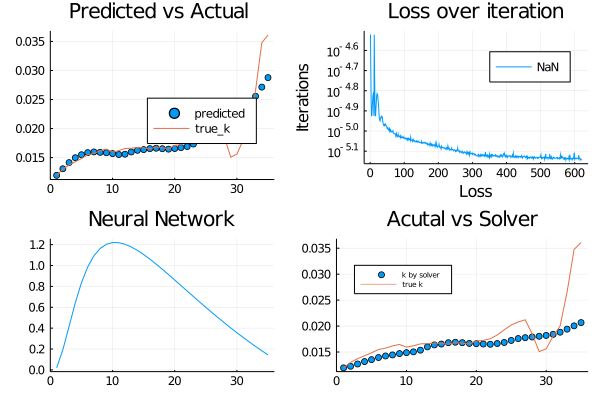 Predicted vs Actual
0.035
0.030
0.025
0.020
0.015
predicted
true_k
0 10 20 30
Loss over iteration
Iterations
10^-4.6
10^-4.7
10^-4.8
10^-4.9
10^-5.0
10^-5.1
NaN
0 100 200 300 400 500 600
Loss
Neural Network
1.2
1.0
0.8
0.6
0.4
0.2
0.0
0 10 20 30
Acutal vs Solver
0.035
0.030
0.025
0.020
0.015
k by solver
true k
0 10 20 30